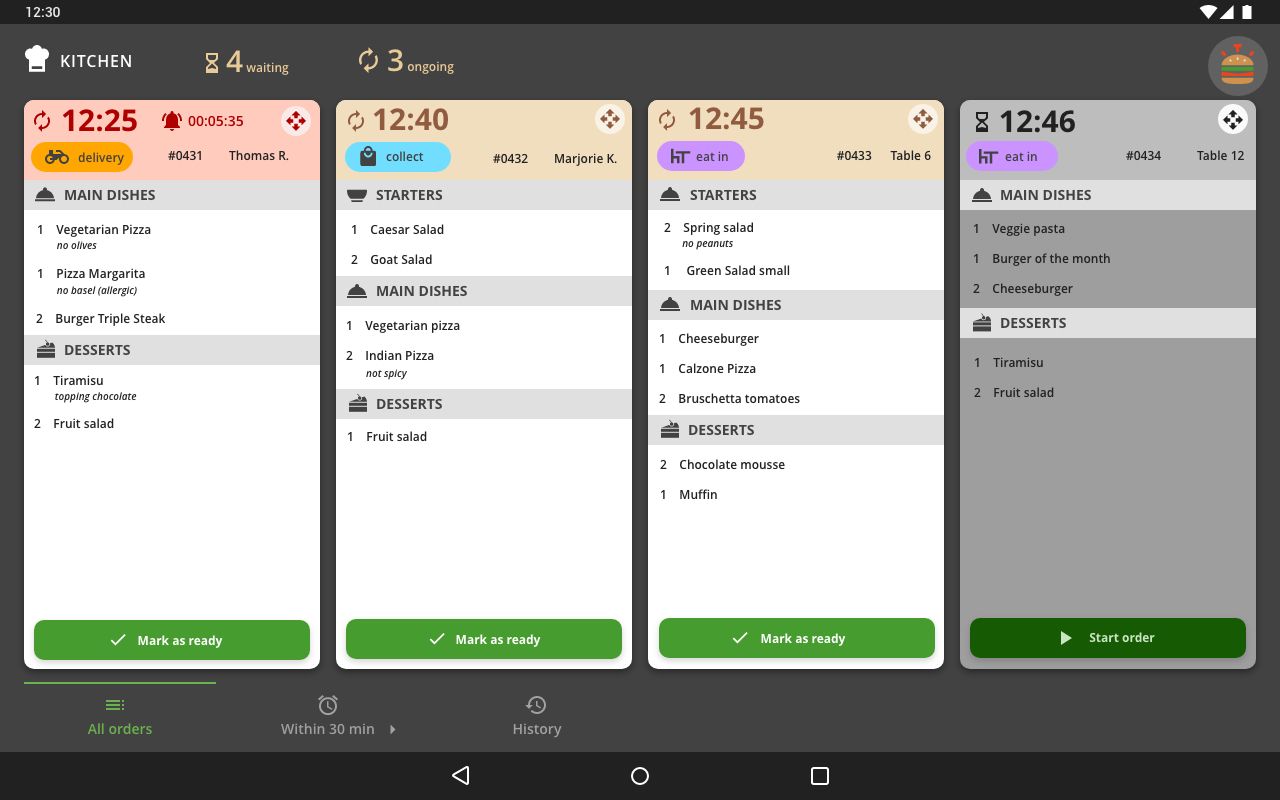 12:30
KITCHEN
4 waiting
3 ongoing
12:25
00:05:35
delivery
#0431
Thomas R.
MAIN DISHES
1 Vegetarian Pizza
no olives
1 Pizza Margarita
no basel (allergic)
2 Burger Triple Steak
DESSERTS
1 Tiramisu
topping chocolate
2 Fruit salad
Mark as ready
12:40
collect
#0432
Marjorie K.
STARTERS
1 Caesar Salad
2 Goat Salad
MAIN DISHES
1 Vegetarian pizza
2 Indian Pizza
not spicy
DESSERTS
1 Fruit salad
Mark as ready
12:45
eat in
#0433
Table 6
STARTERS
2 Spring salad
no peanuts
1 Green Salad small
MAIN DISHES
1 Cheeseburger
1 Calzone Pizza
2 Bruschetta tomatoes
DESSERTS
2 Chocolate mousse
1 Muffin
Mark as ready
12:46
eat in
#0434
Table 12
MAIN DISHES
1 Veggie pasta
1 Burger of the month
2 Cheeseburger
DESSERTS
1 Tiramisu
2 Fruit salad
Start order
All orders
Within 30 min
History